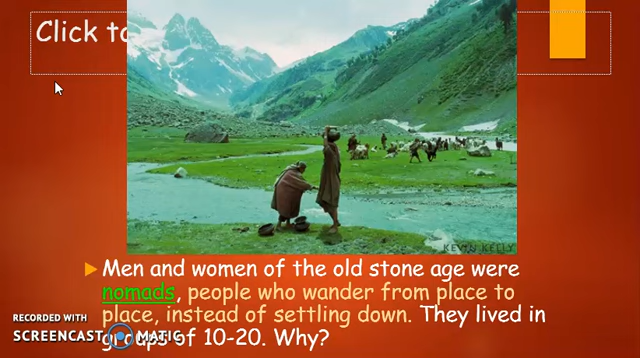 Click to
KEVIN KELLY
Men and women of the old stone age were
nomads, people who wander from place to
place, instead of settling down. They lived in
groups of 10-20. Why?
RECORDED WITH
SCREENCAST MATIC